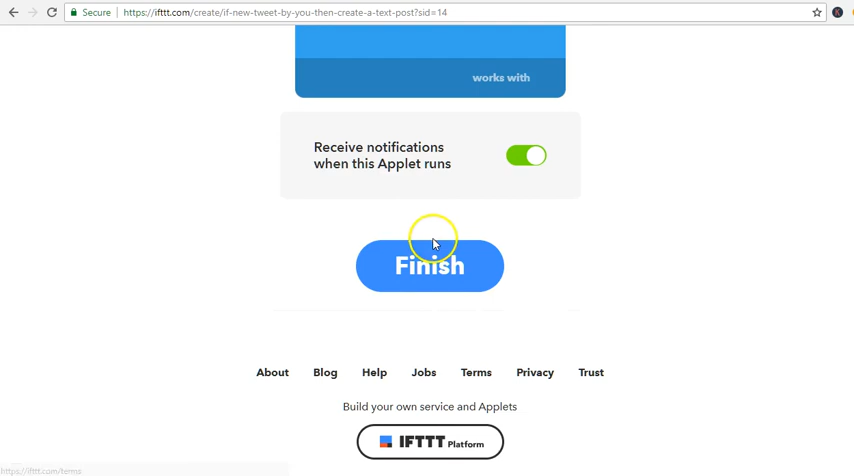 Secure https://ifttt.com/create/if-new-tweet-by-you-then-create-a-text-post?sid=14
K
works with
Receive notifications
when this Applet runs
Finish
About Blog Help Jobs Terms Privacy Trust
Build your own service and Applets
IFTTT Platform
https://ifttt.com/terms